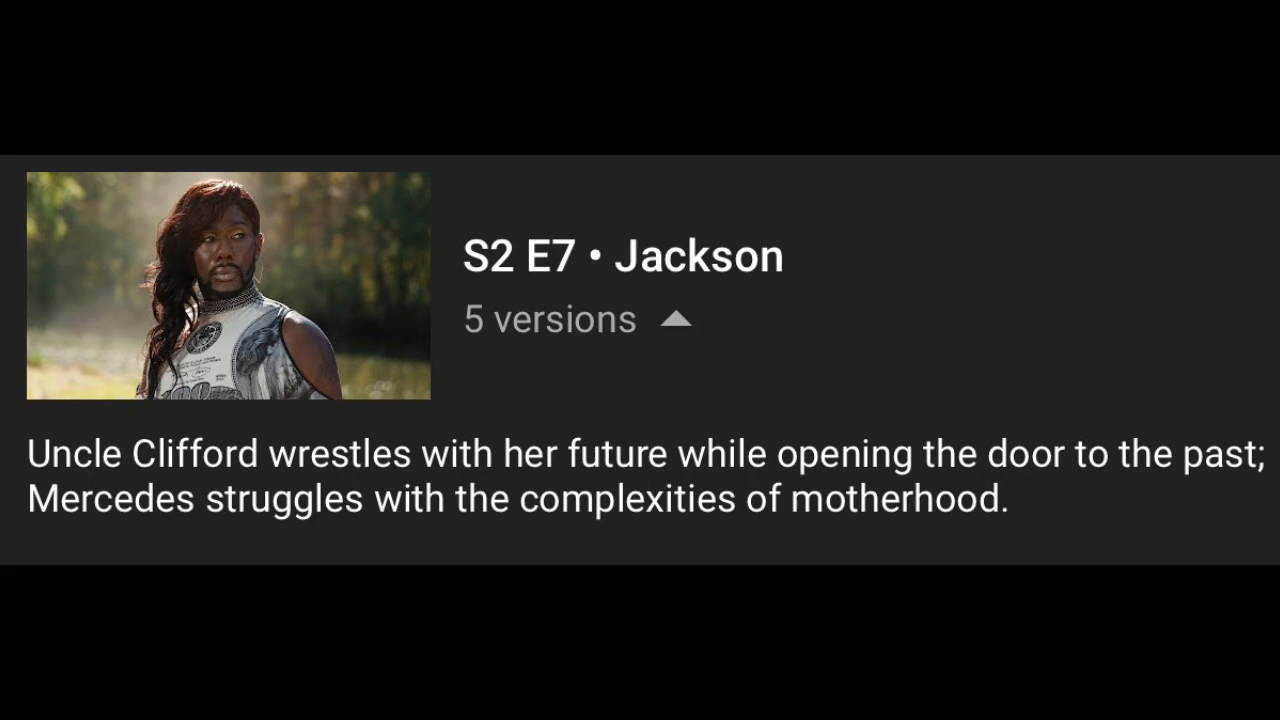 S2 E7 • Jackson
5 versions
Uncle Clifford wrestles with her future while opening the door to the past;
Mercedes struggles with the complexities of motherhood.